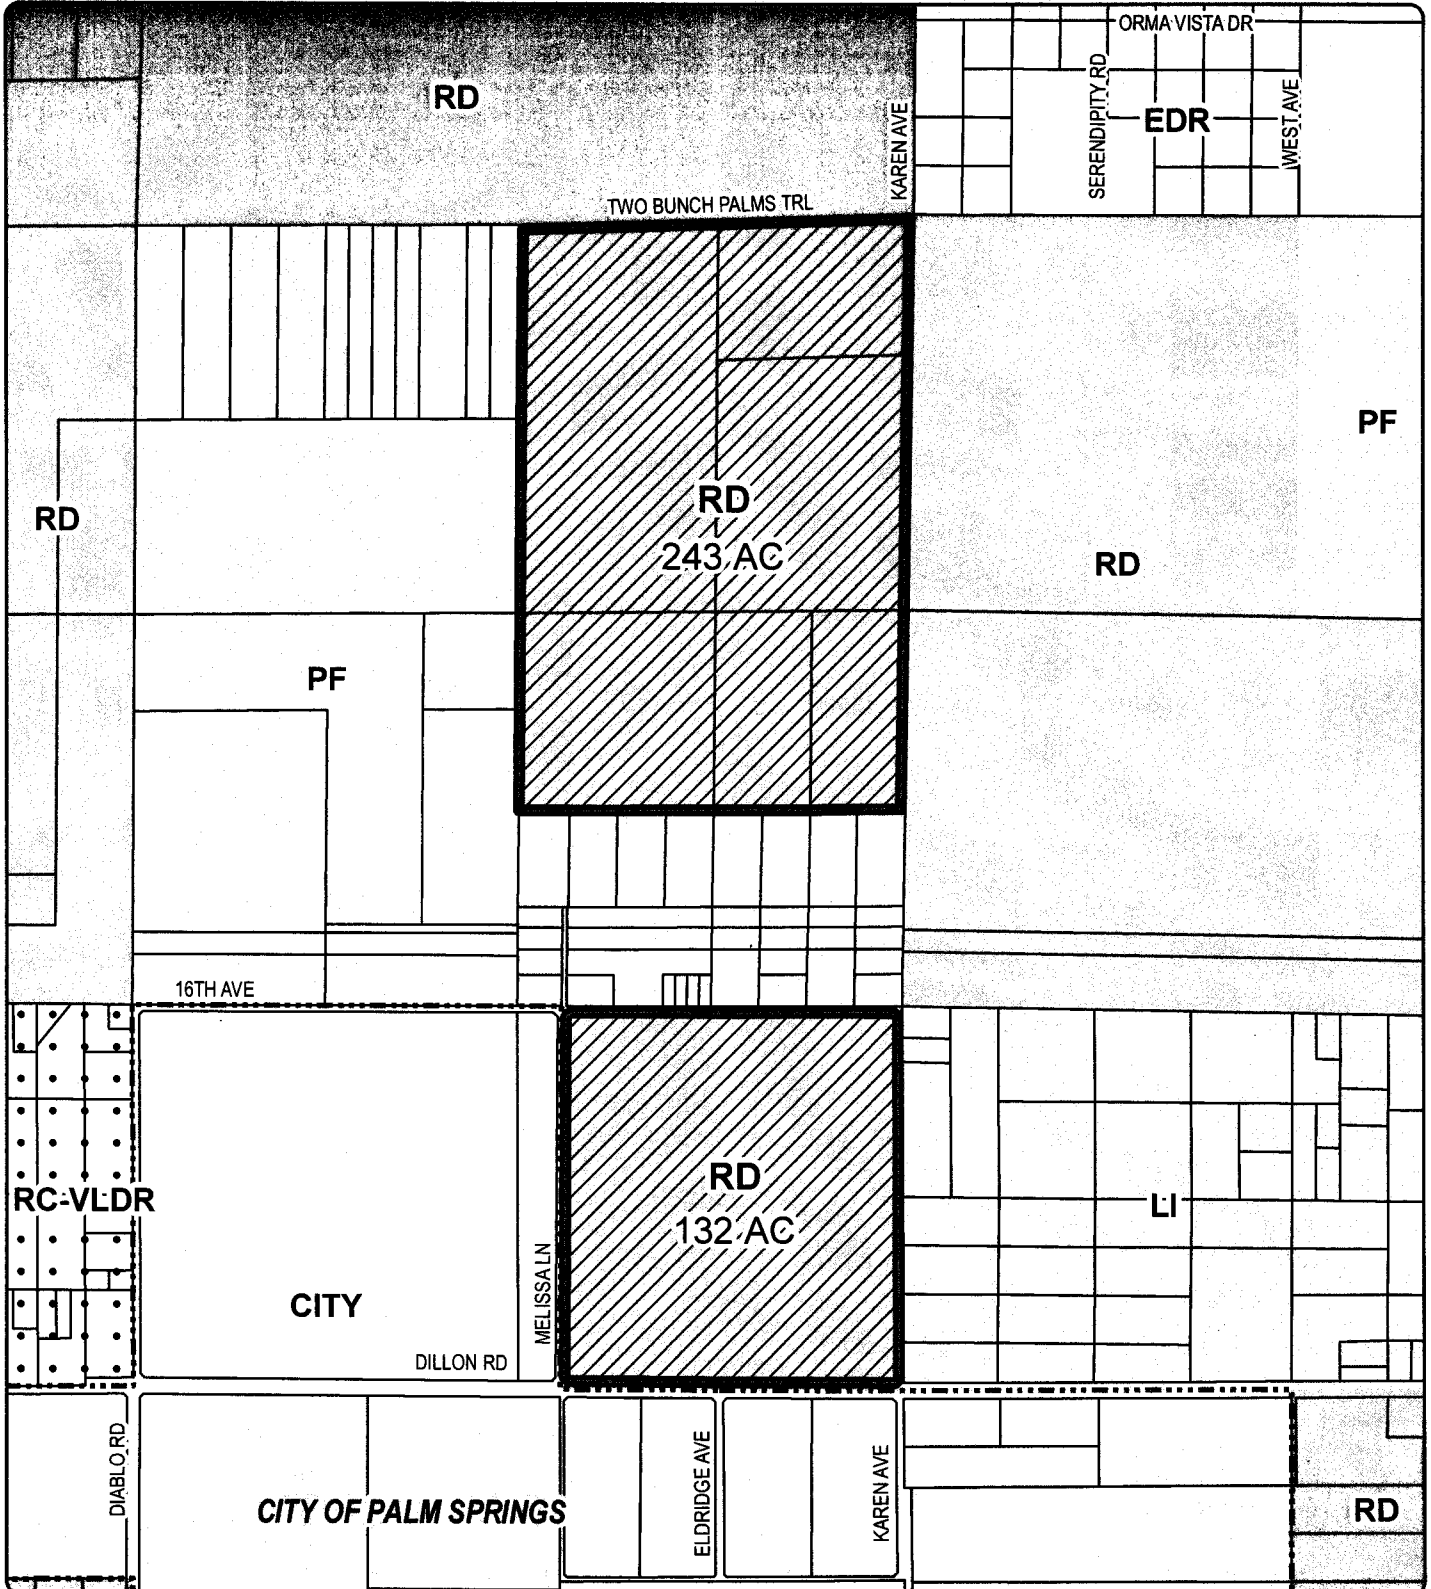 ORMA VISTA DR
RD
KAREN AVE
SERENDIPITY RD
EDR
WEST AVE
TWO BUNCH PALMS TRL
PF
RD
243 AC
RD
RD
PF
16TH AVE
RC-VLDR
RD
132 AC
LI
CITY
MELISSA LN
DILLON RD
DIABLO RD
ELDRIDGE AVE
KAREN AVE
CITY OF PALM SPRINGS
RD